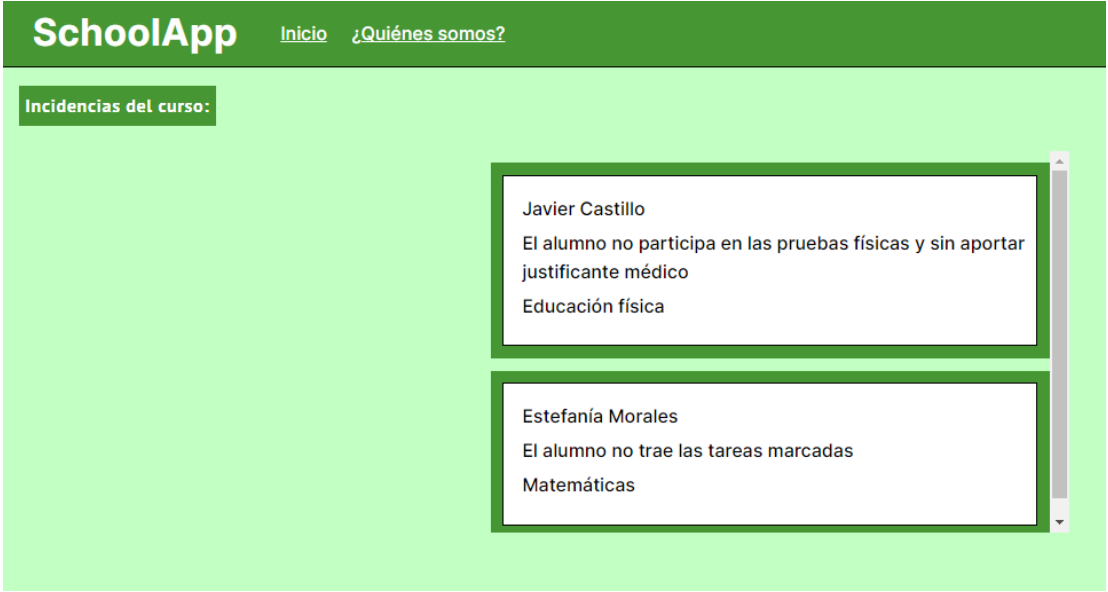 SchoolApp Inicio ¿Quiénes somos?
Incidencias del curso:
Javier Castillo
El alumno no participa en las pruebas físicas y sin aportar
justificante médico
Educación física
Estefanía Morales
El alumno no trae las tareas marcadas
Matemáticas